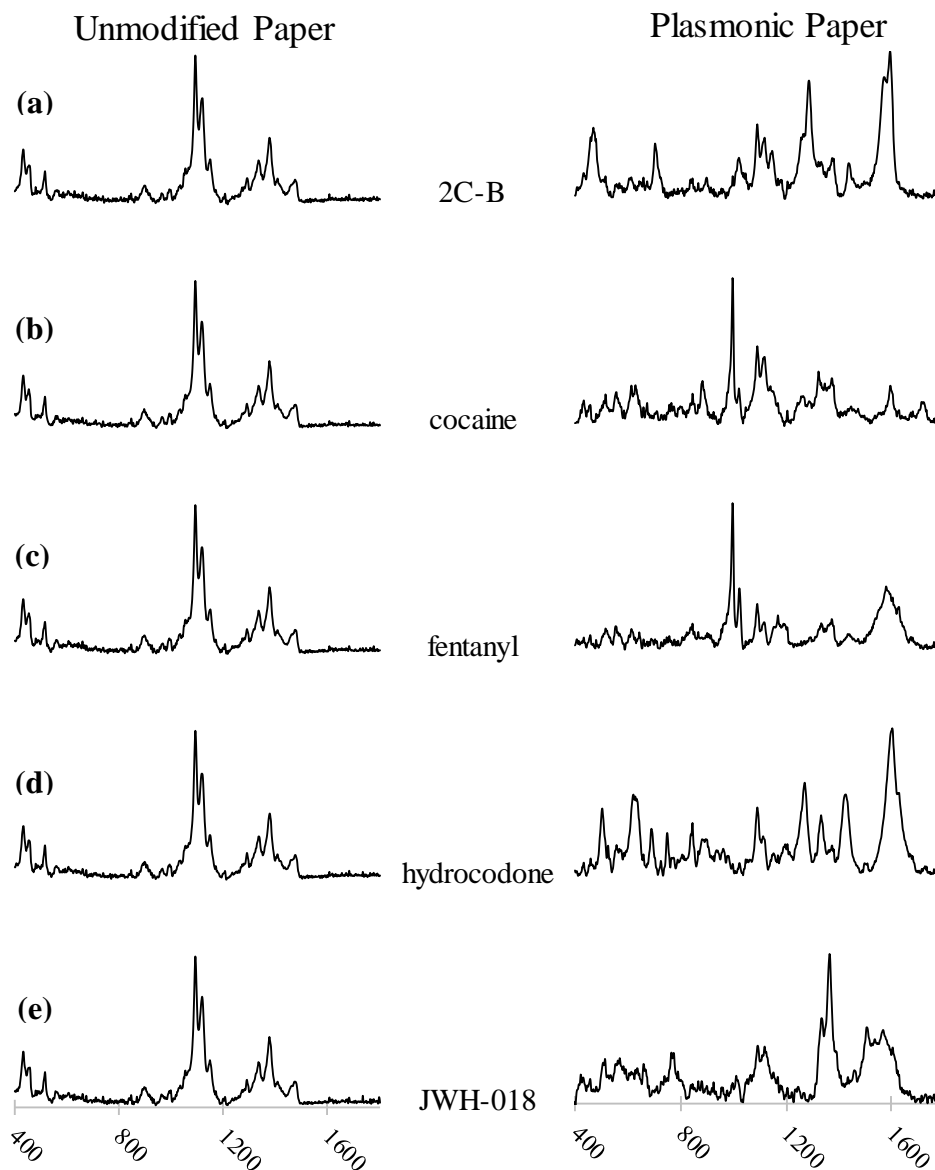 Unmodified Paper
Plasmonic Paper
(a)
2C-B
(b)
cocaine
(c)
fentanyl
(d)
hydrocodone
(e)
JWH-018
400
800
1200
1600
400
800
1200
1600